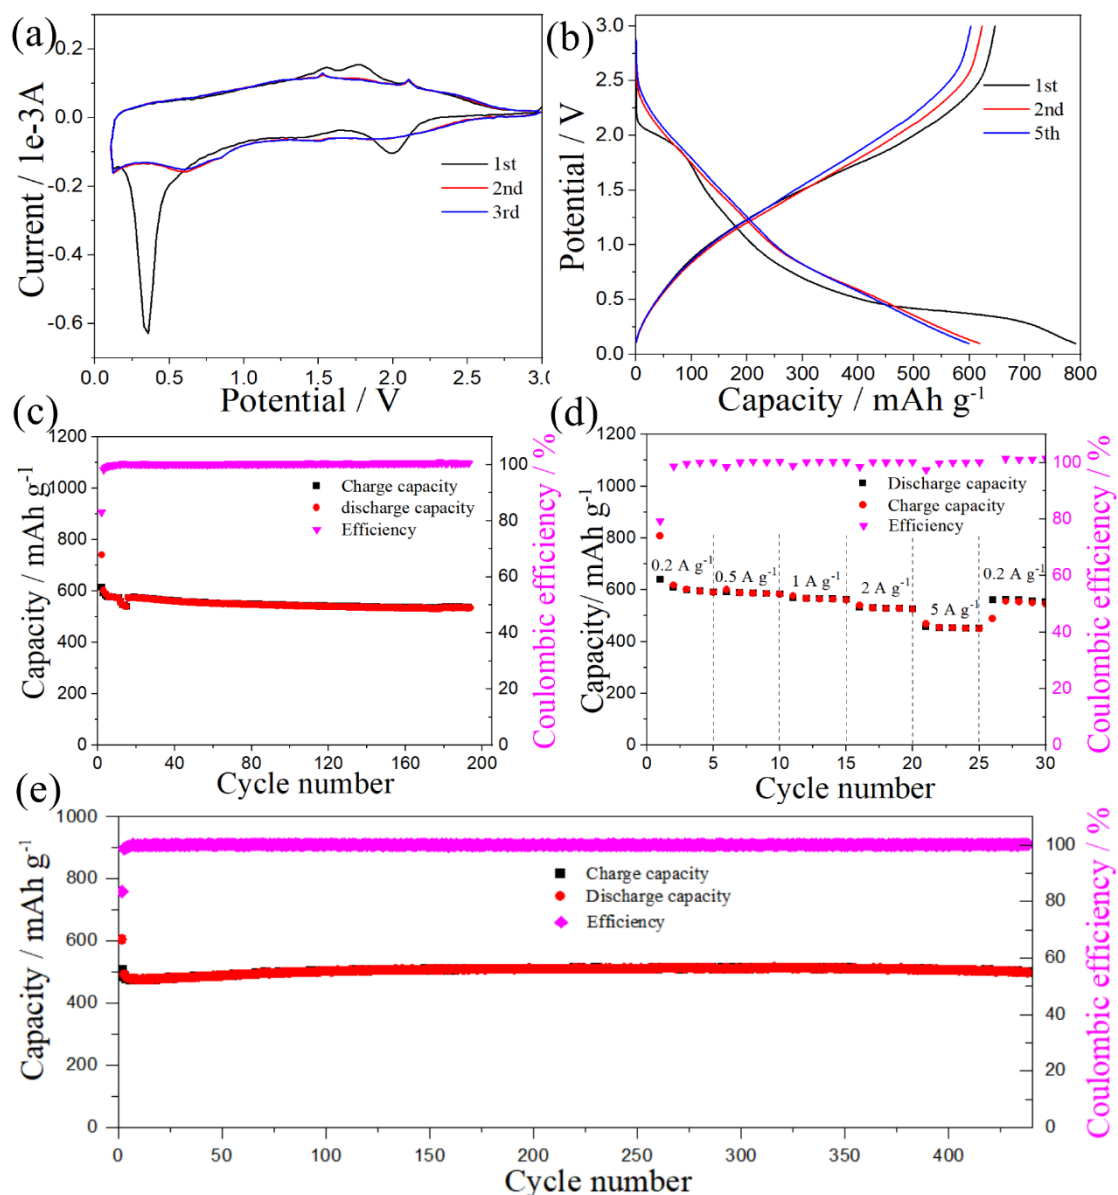 (a)
0.2
0.0
-0.2
-0.4
-0.6
Current / 1e-3A
1st
2nd
3rd
0.0
0.5
1.0
1.5
2.0
2.5
3.0
Potential / V
(b)
3.0
2.5
2.0
1.5
1.0
0.5
0.0
Potential / V
1st
2nd
5th
0
100
200
300
400
500
600
700
800
Capacity / mAh g⁻¹
(c)
1200
1000
800
600
400
200
0
Capacity / mAh g⁻¹
Charge capacity
discharge capacity
Efficiency
100
80
60
40
20
0
Coulombic efficiency / %
0
40
80
120
160
200
Cycle number
(d)
1200
1000
800
600
400
200
0
Capacity/ mAh g⁻¹
Discharge capacity
Charge capacity
Efficiency
0.2 A g⁻¹
0.5 A g⁻¹
1 A g⁻¹
2 A g⁻¹
5 A g⁻¹
0.2 A g⁻¹
100
80
60
40
20
0
Coulombic efficiency / %
0
5
10
15
20
25
30
Cycle number
(e)
1000
800
600
400
200
0
Capacity / mAh g⁻¹
Charge capacity
Discharge capacity
Efficiency
100
80
60
40
20
0
Coulombic efficiency / %
0
50
100
150
200
250
300
350
400
Cycle number